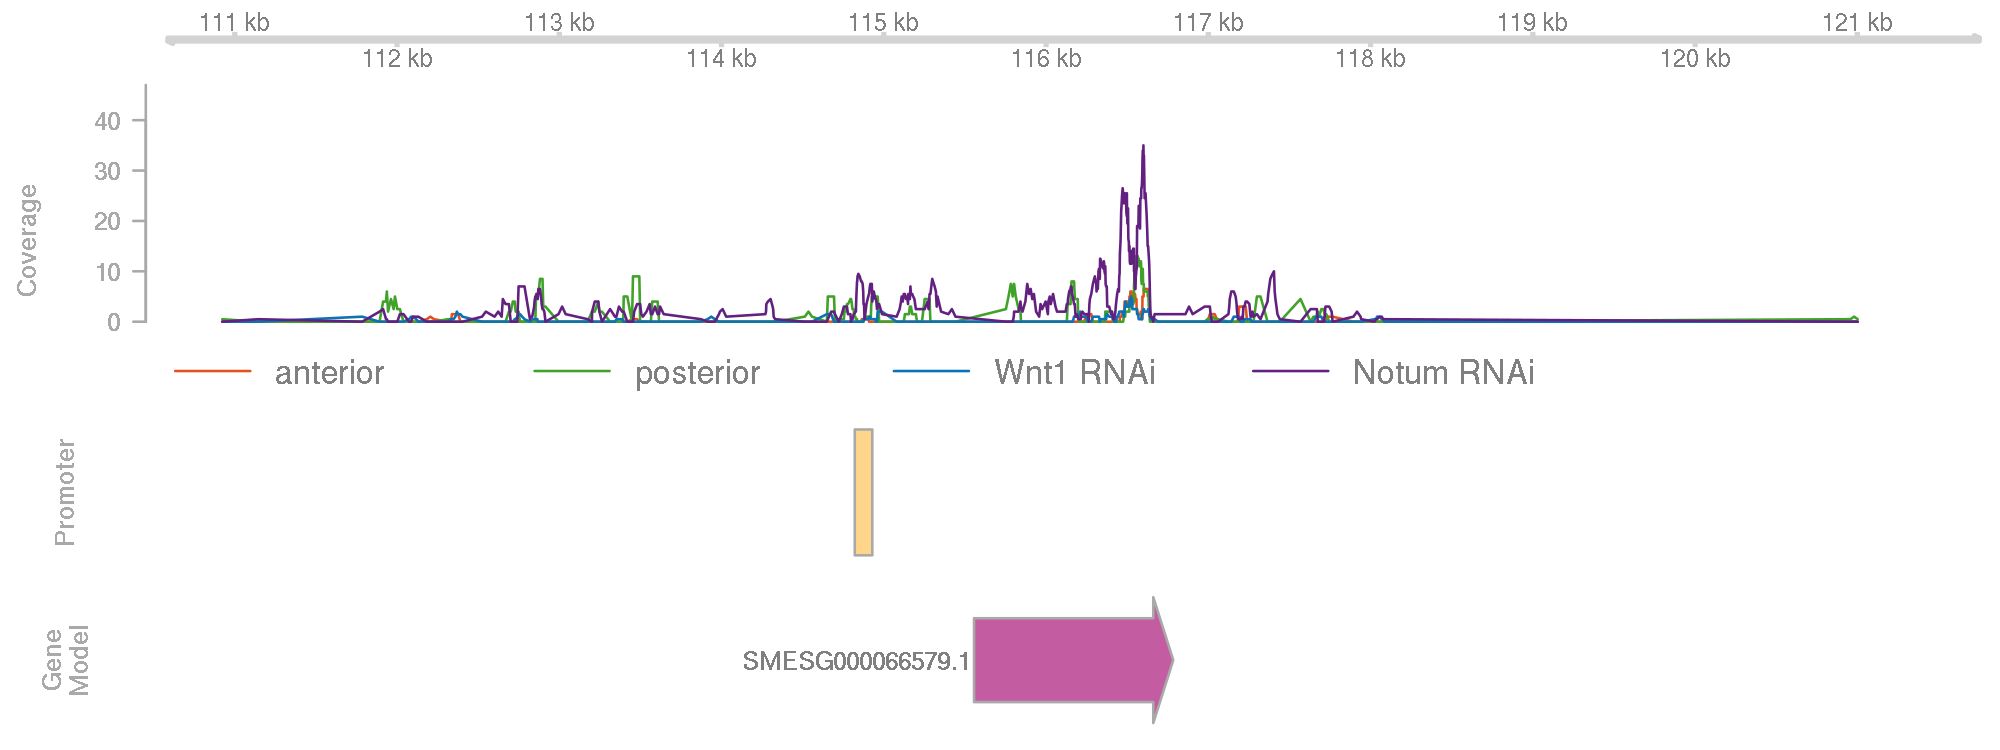 111 kb 113 kb 115 kb 117 kb 119 kb 121 kb
112 kb 114 kb 116 kb 118 kb 120 kb
Coverage
40
30
20
10
0
anterior posterior Wnt1 RNAi Notum RNAi
Promoter
Gene
Model
SMESG000066579.1